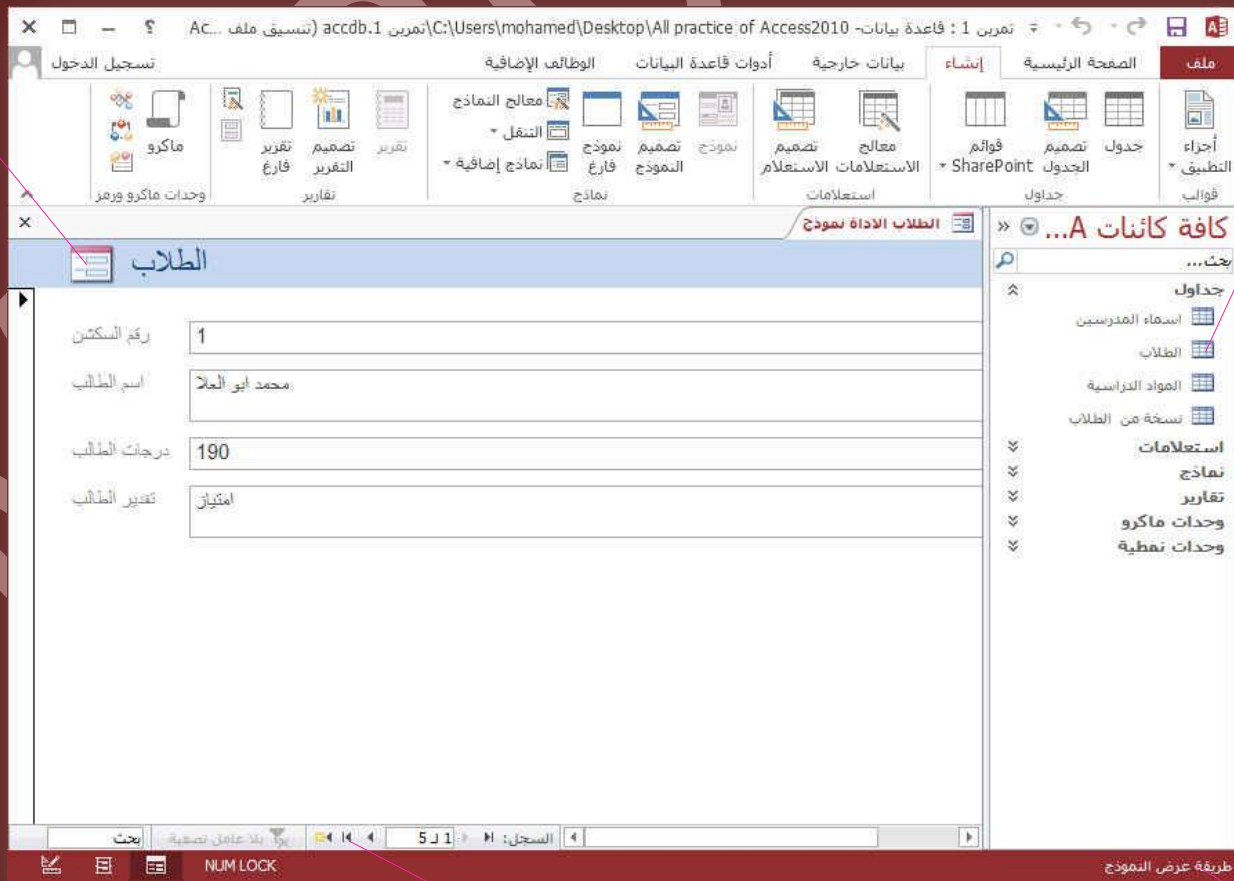 تمرين 1 : قاعدة بيانات- C:\Users\mohamed\Desktop\All practice of Access2010\تمرين 1.accdb (تنسيق ملف Ac...
ملف
الصفحة الرئيسية
إنشاء
بيانات خارجية
أدوات قاعدة البيانات
الوظائف الإضافية
تسجيل الدخول
أجزاء التطبيق
جدول
تصميم الجدول
قوائم SharePoint
معالج الاستعلامات
تصميم الاستعلام
نموذج
تصميم النموذج
نموذج فارغ
معالج النماذج
التنقل
نماذج إضافية
تقرير
تصميم التقرير
تقرير فارغ
ماكرو
قوالب
جداول
استعلامات
نماذج
تقارير
وحدات ماكرو ورمز
كافة كائنات A...
بحث...
جداول
اسماء المدرسين
الطلاب
المواد الدراسية
نسخة من الطلاب
استعلامات
نماذج
تقارير
وحدات ماكرو
وحدات نمطية
الطلاب الاداة نموذج
الطلاب
رقم السكشن 1
اسم الطالب محمد ابو العلا
درجات الطالب 190
تقدير الطالب امتياز
السجل: 1 لـ 5 بلا عامل تصفية بحث
طريقة عرض النموذج
NUM LOCK